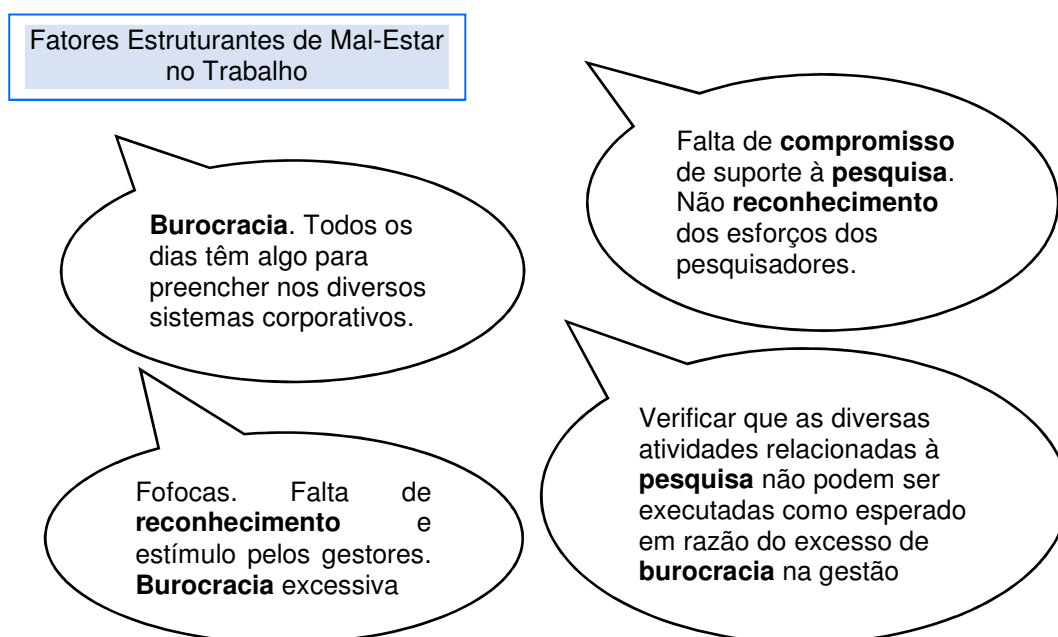 Fatores Estruturantes de Mal-Estar
no Trabalho
Burocracia. Todos os
dias têm algo para
preencher nos diversos
sistemas corporativos.
Falta de compromisso
de suporte à pesquisa.
Não reconhecimento
dos esforços dos
pesquisadores.
Fofocas. Falta de
reconhecimento e
estímulo pelos gestores.
Burocracia excessiva
Verificar que as diversas
atividades relacionadas à
pesquisa não podem ser
executadas como esperado
em razão do excesso de
burocracia na gestão